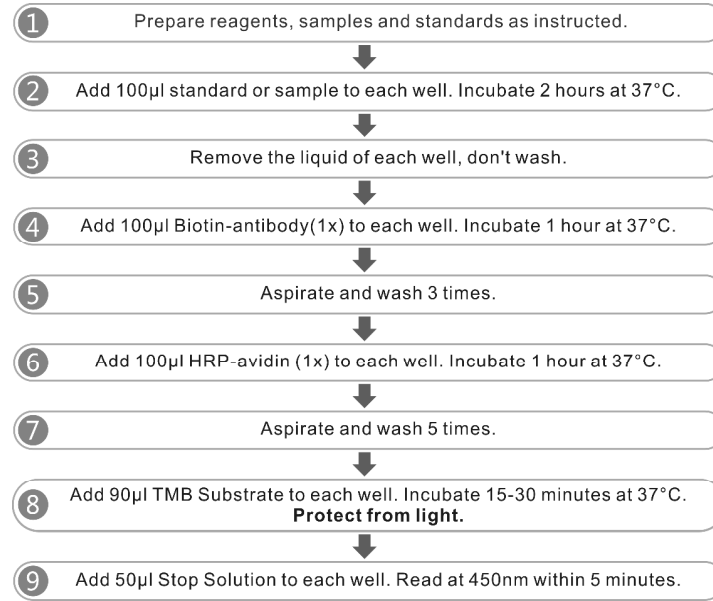 1 Prepare reagents, samples and standards as instructed.
2 Add 100μl standard or sample to each well. Incubate 2 hours at 37°C.
3 Remove the liquid of each well, don't wash.
4 Add 100μl Biotin-antibody(1x) to each well. Incubate 1 hour at 37°C.
5 Aspirate and wash 3 times.
6 Add 100μl HRP-avidin (1x) to each well. Incubate 1 hour at 37°C.
7 Aspirate and wash 5 times.
8 Add 90μl TMB Substrate to each well. Incubate 15-30 minutes at 37°C.
Protect from light.
9 Add 50μl Stop Solution to each well. Read at 450nm within 5 minutes.